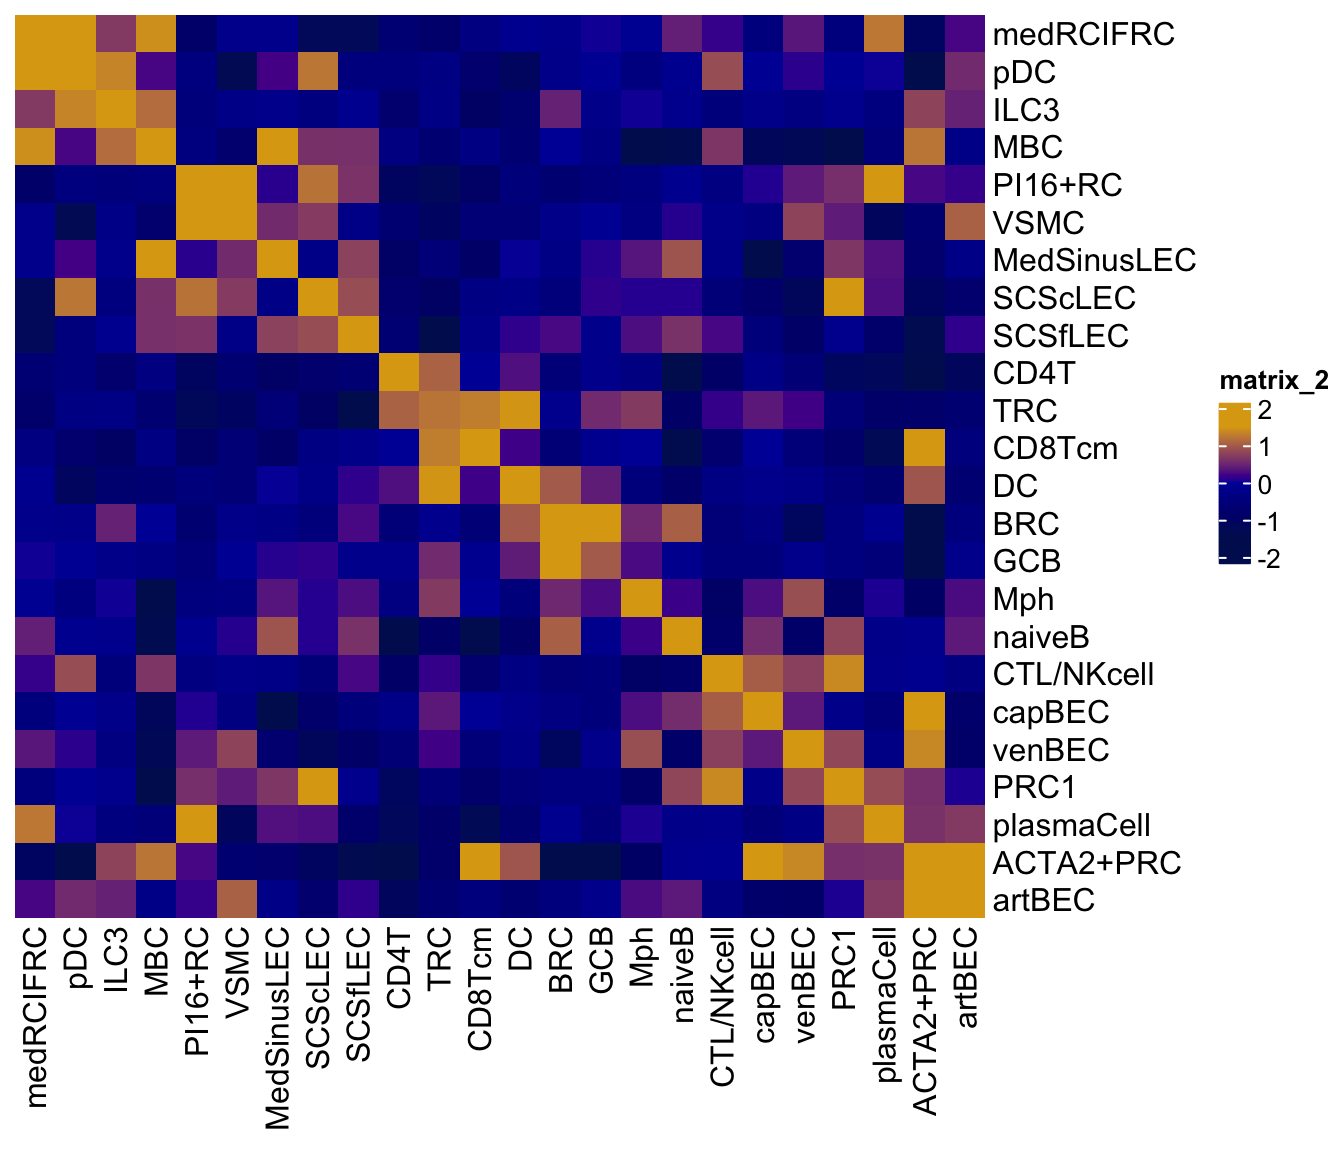 medRCIFRC
pDC
ILC3
MBC
PI16+RC
VSMC
MedSinusLEC
SCScLEC
SCSfLEC
CD4T
TRC
CD8Tcm
DC
BRC
GCB
Mph
naiveB
CTL/NKcell
capBEC
venBEC
PRC1
plasmaCell
ACTA2+PRC
artBEC
matrix_2
2
1
0
-1
-2
medRCIFRC
pDC
ILC3
MBC
PI16+RC
VSMC
MedSinusLEC
SCScLEC
SCSfLEC
CD4T
TRC
CD8Tcm
DC
BRC
GCB
Mph
naiveB
CTL/NKcell
capBEC
venBEC
PRC1
plasmaCell
ACTA2+PRC
artBEC